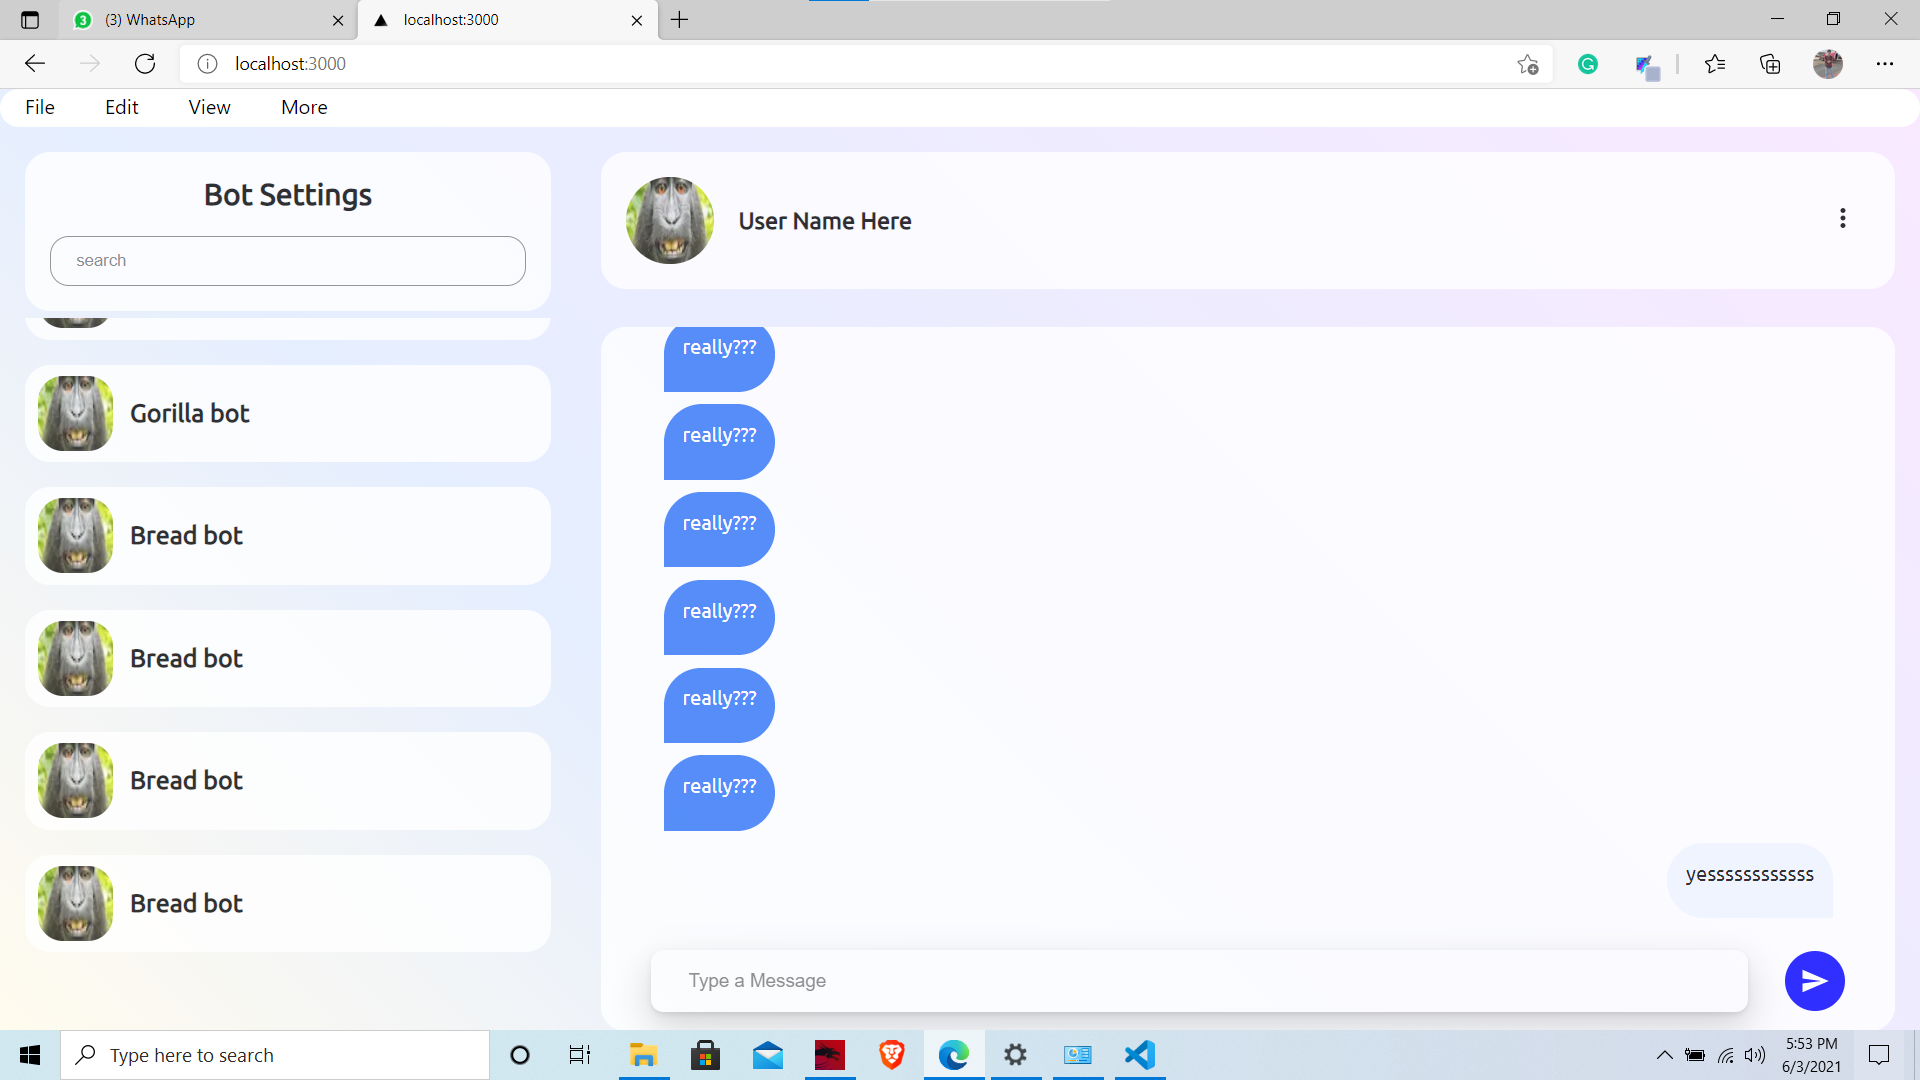 (3) WhatsApp
localhost:3000
localhost:3000
File Edit View More
Bot Settings
search
Gorilla bot
Bread bot
Bread bot
Bread bot
Bread bot
User Name Here
really???
really???
really???
really???
really???
really???
yesssssssssssss
Type a Message
Type here to search
5:53 PM
6/3/2021